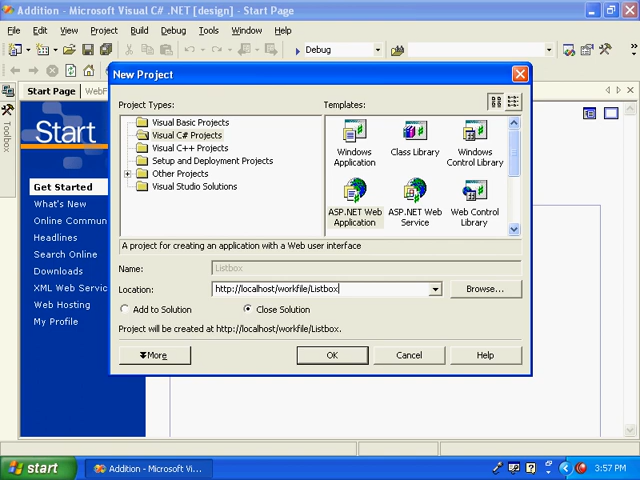 Addition - Microsoft Visual C# .NET [design] - Start Page
File Edit View Project Build Debug Tools Window Help
Debug
Start Page WebF
Toolbox
Start
Get Started
What's New
Online Commun
Headlines
Search Online
Downloads
XML Web Servic
Web Hosting
My Profile
New Project
Project Types:
Visual Basic Projects
Visual C# Projects
Visual C++ Projects
Setup and Deployment Projects
Other Projects
Visual Studio Solutions
Templates:
Windows Application
Class Library
Windows Control Library
ASP.NET Web Application
ASP.NET Web Service
Web Control Library
A project for creating an application with a Web user interface
Name: Listbox
Location: http://localhost/workfile/Listbox Browse...
Add to Solution Close Solution
Project will be created at http://localhost/workfile/Listbox.
More OK Cancel Help
start Addition - Microsoft Vi... 3:57 PM